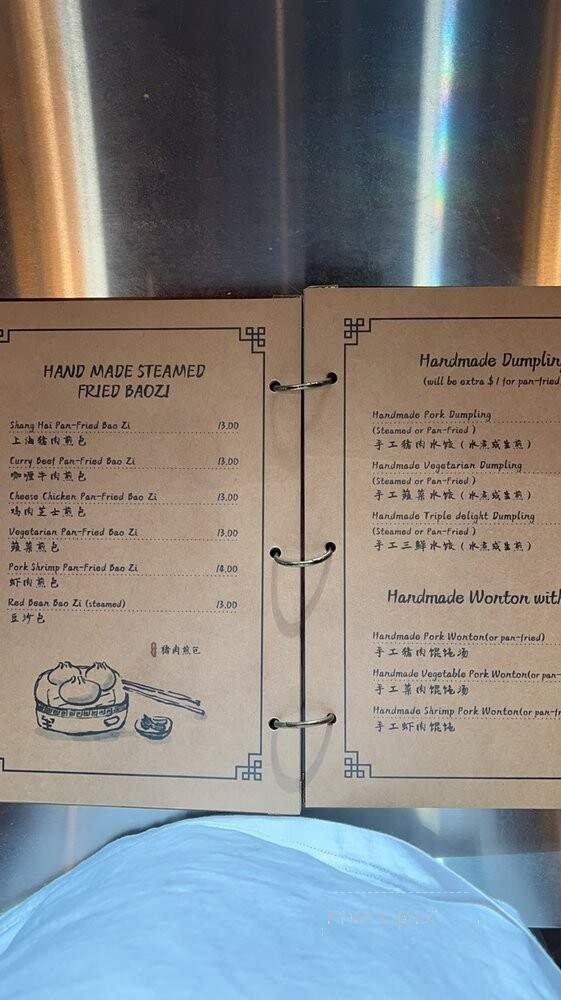 HAND MADE STEAMED
FRIED BAOZI
Shang Hai Pan-Fried Bao Zi 13.00
上海猪肉煎包
Curry Beef Pan-Fried Bao Zi 13.00
咖喱牛肉煎包
Cheese Chicken Pan-Fried Bao Zi 13.00
鸡肉芝士煎包
Vegetarian Pan-Fried Bao Zi 13.00
蔬菜煎包
Pork Shrimp Pan-Fried Bao Zi 14.00
虾肉煎包
Red Bean Bao Zi (steamed) 13.00
豆沙包
猪肉煎包
Handmade Dumplin
(will be extra $ 1 for pan-fried
Handmade Pork Dumpling
(Steamed or Pan-Fried )
手工猪肉水饺 ( 水煮或生煎 )
Handmade Vegetarian Dumpling
(Steamed or Pan-Fried )
手工蔬菜水饺 ( 水煮或生煎 )
Handmade Triple delight Dumpling
(Steamed or Pan-Fried )
手工三鲜水饺 ( 水煮或生煎 )
Handmade Wonton with
Handmade Pork Wonton(or pan-fried)
手工猪肉馄饨汤
Handmade Vegetable Pork Wonton(or pan-
手工菜肉馄饨汤
Handmade Shrimp Pork Wonton(or pan-fr
手工虾肉馄饨